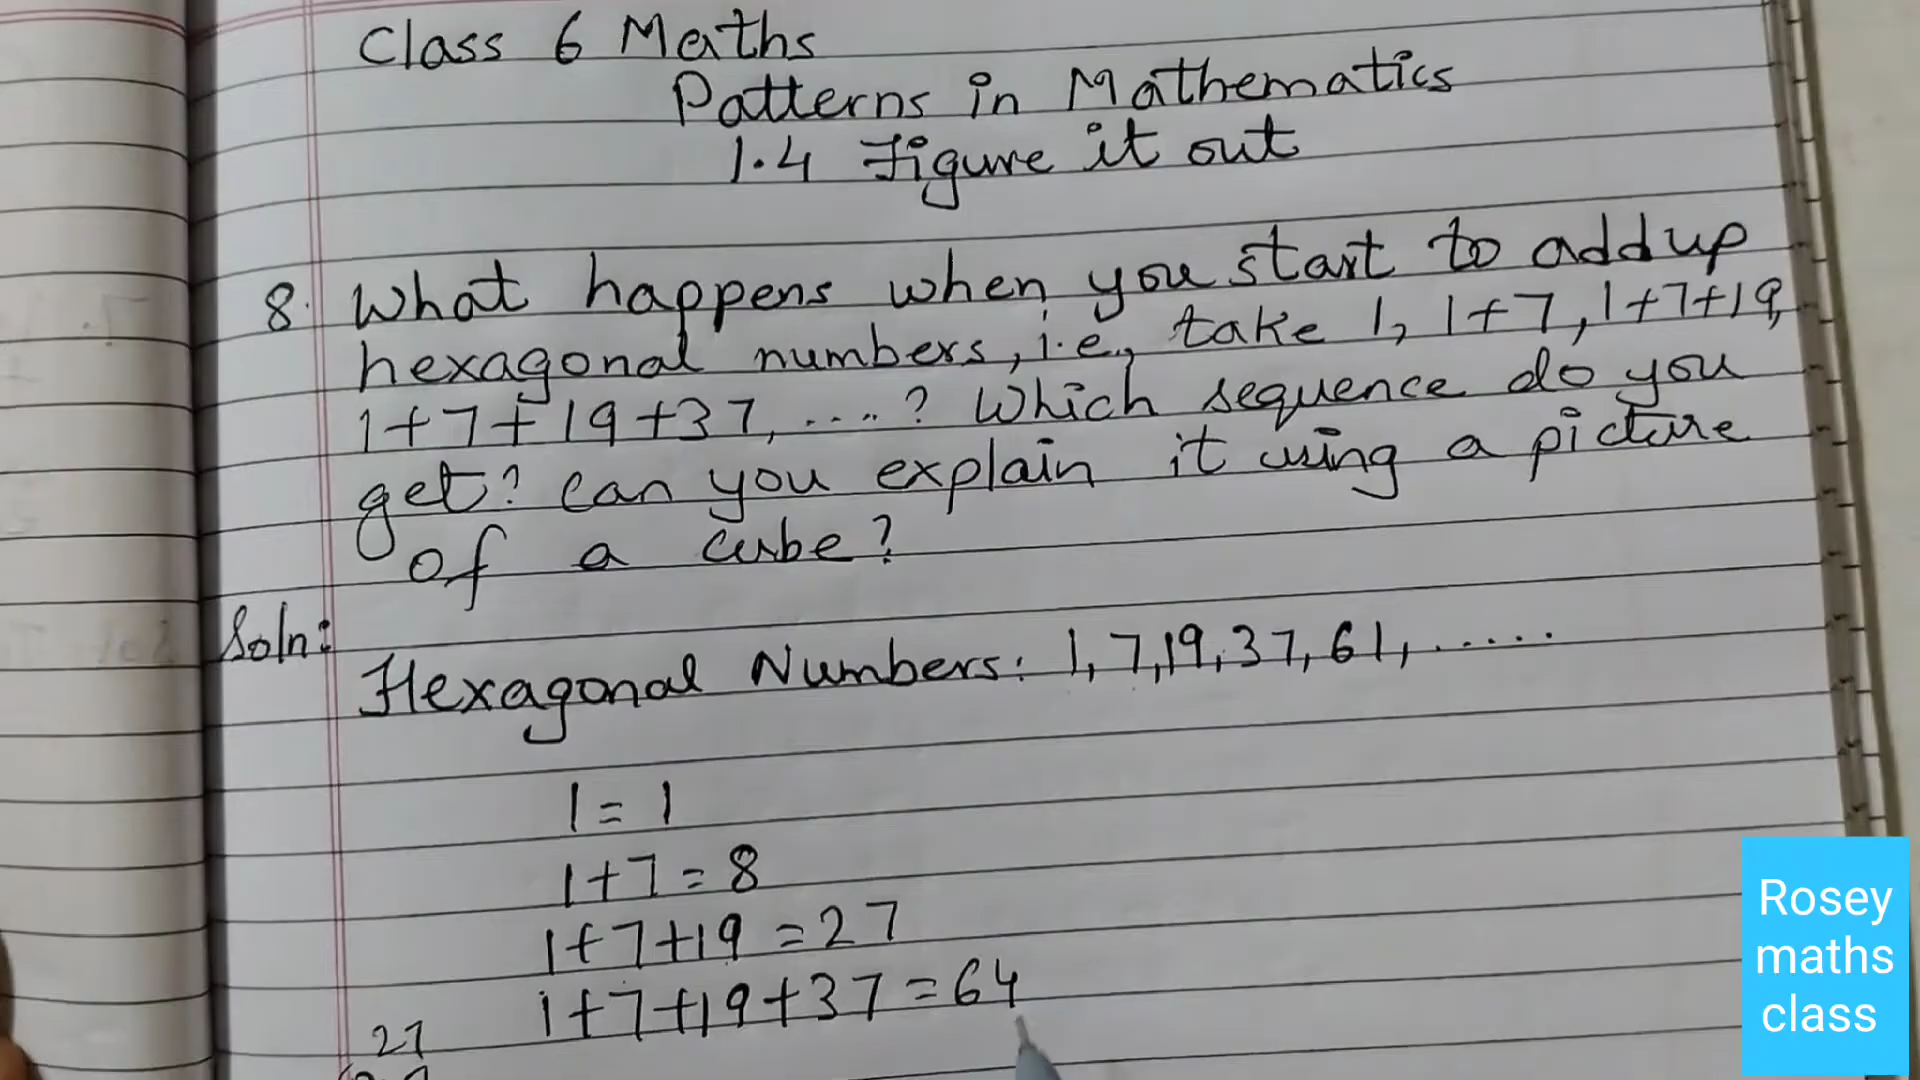 Class 6 Maths
Patterns in Mathematics
1.4 Figure it out
8. What happens when you start to add up
hexagonal numbers, i.e., take 1, 1+7, 1+7+19,
1+7+19+37, ....? Which sequence do you
get? Can you explain it using a picture
of a cube?
Soln:
Hexagonal Numbers: 1, 7, 19, 37, 61, .....
1 = 1
1+7 = 8
1+7+19 = 27
1+7+19+37 = 64
27
Rosey
maths
class